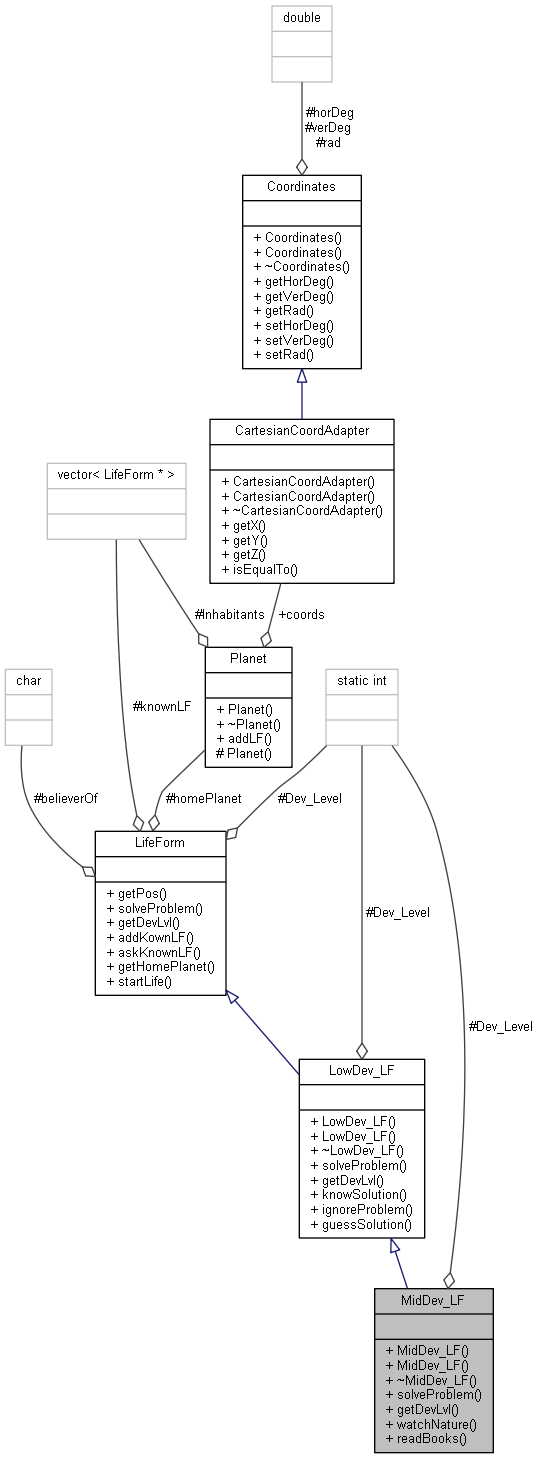 double
#horDeg
#verDeg
#rad
Coordinates
+ Coordinates()
+ Coordinates()
+ ~Coordinates()
+ getHorDeg()
+ getVerDeg()
+ getRad()
+ setHorDeg()
+ setVerDeg()
+ setRad()
CartesianCoordAdapter
+ CartesianCoordAdapter()
+ CartesianCoordAdapter()
+ ~CartesianCoordAdapter()
+ getX()
+ getY()
+ getZ()
+ isEqualTo()
vector< LifeForm * >
#Inhabitants
+coords
Planet
+ Planet()
+ ~Planet()
+ addLF()
# Planet()
char
static int
#knownLF
#believerOf
#homePlanet
#Dev_Level
LifeForm
+ getPos()
+ solveProblem()
+ getDevLvl()
+ addKownLF()
+ askKnownLF()
+ getHomePlanet()
+ startLife()
#Dev_Level
#Dev_Level
LowDev_LF
+ LowDev_LF()
+ LowDev_LF()
+ ~LowDev_LF()
+ solveProblem()
+ getDevLvl()
+ knowSolution()
+ ignoreProblem()
+ guessSolution()
MidDev_LF
+ MidDev_LF()
+ MidDev_LF()
+ ~MidDev_LF()
+ solveProblem()
+ getDevLvl()
+ watchNature()
+ readBooks()